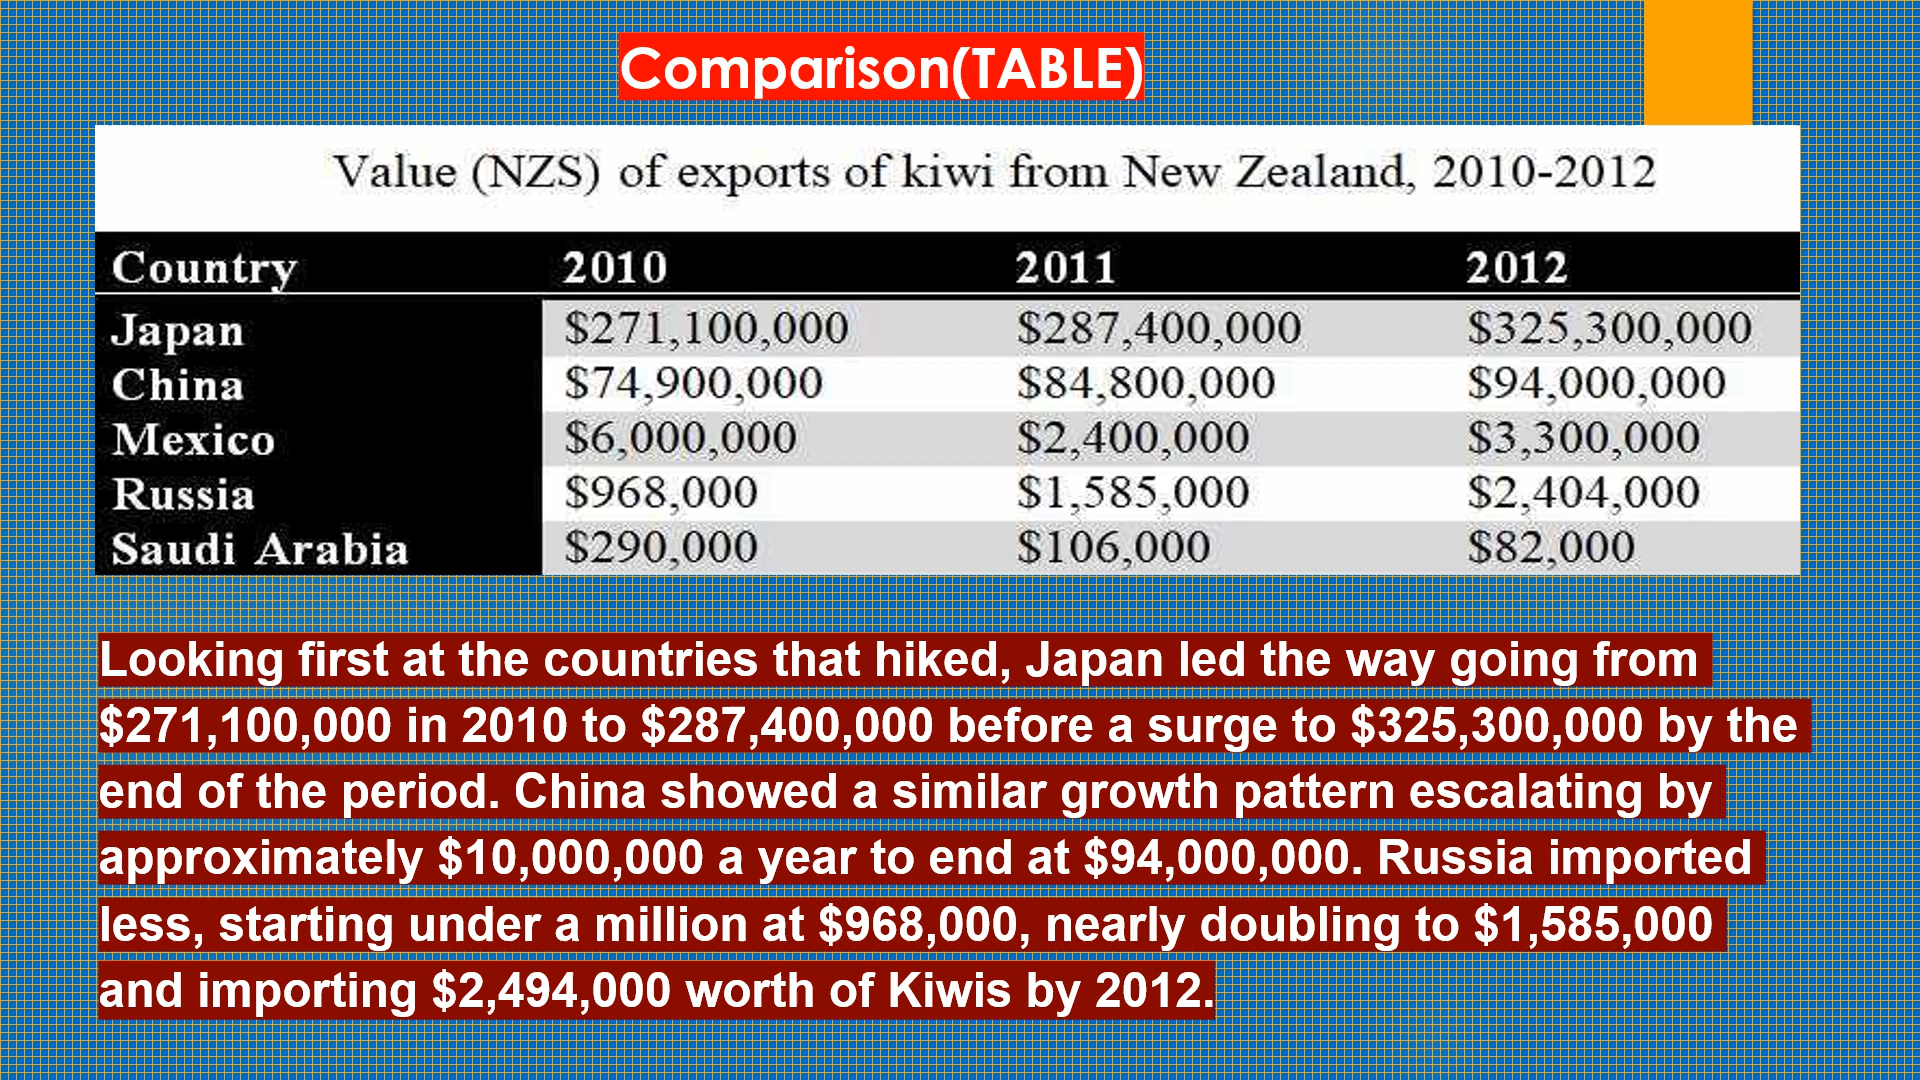 Comparison(TABLE)
Value (NZS) of exports of kiwi from New Zealand, 2010-2012
Country 2010 2011 2012
Japan $271,100,000 $287,400,000 $325,300,000
China $74,900,000 $84,800,000 $94,000,000
Mexico $6,000,000 $2,400,000 $3,300,000
Russia $968,000 $1,585,000 $2,404,000
Saudi Arabia $290,000 $106,000 $82,000
Looking first at the countries that hiked, Japan led the way going from
$271,100,000 in 2010 to $287,400,000 before a surge to $325,300,000 by the
end of the period. China showed a similar growth pattern escalating by
approximately $10,000,000 a year to end at $94,000,000. Russia imported
less, starting under a million at $968,000, nearly doubling to $1,585,000
and importing $2,494,000 worth of Kiwis by 2012.